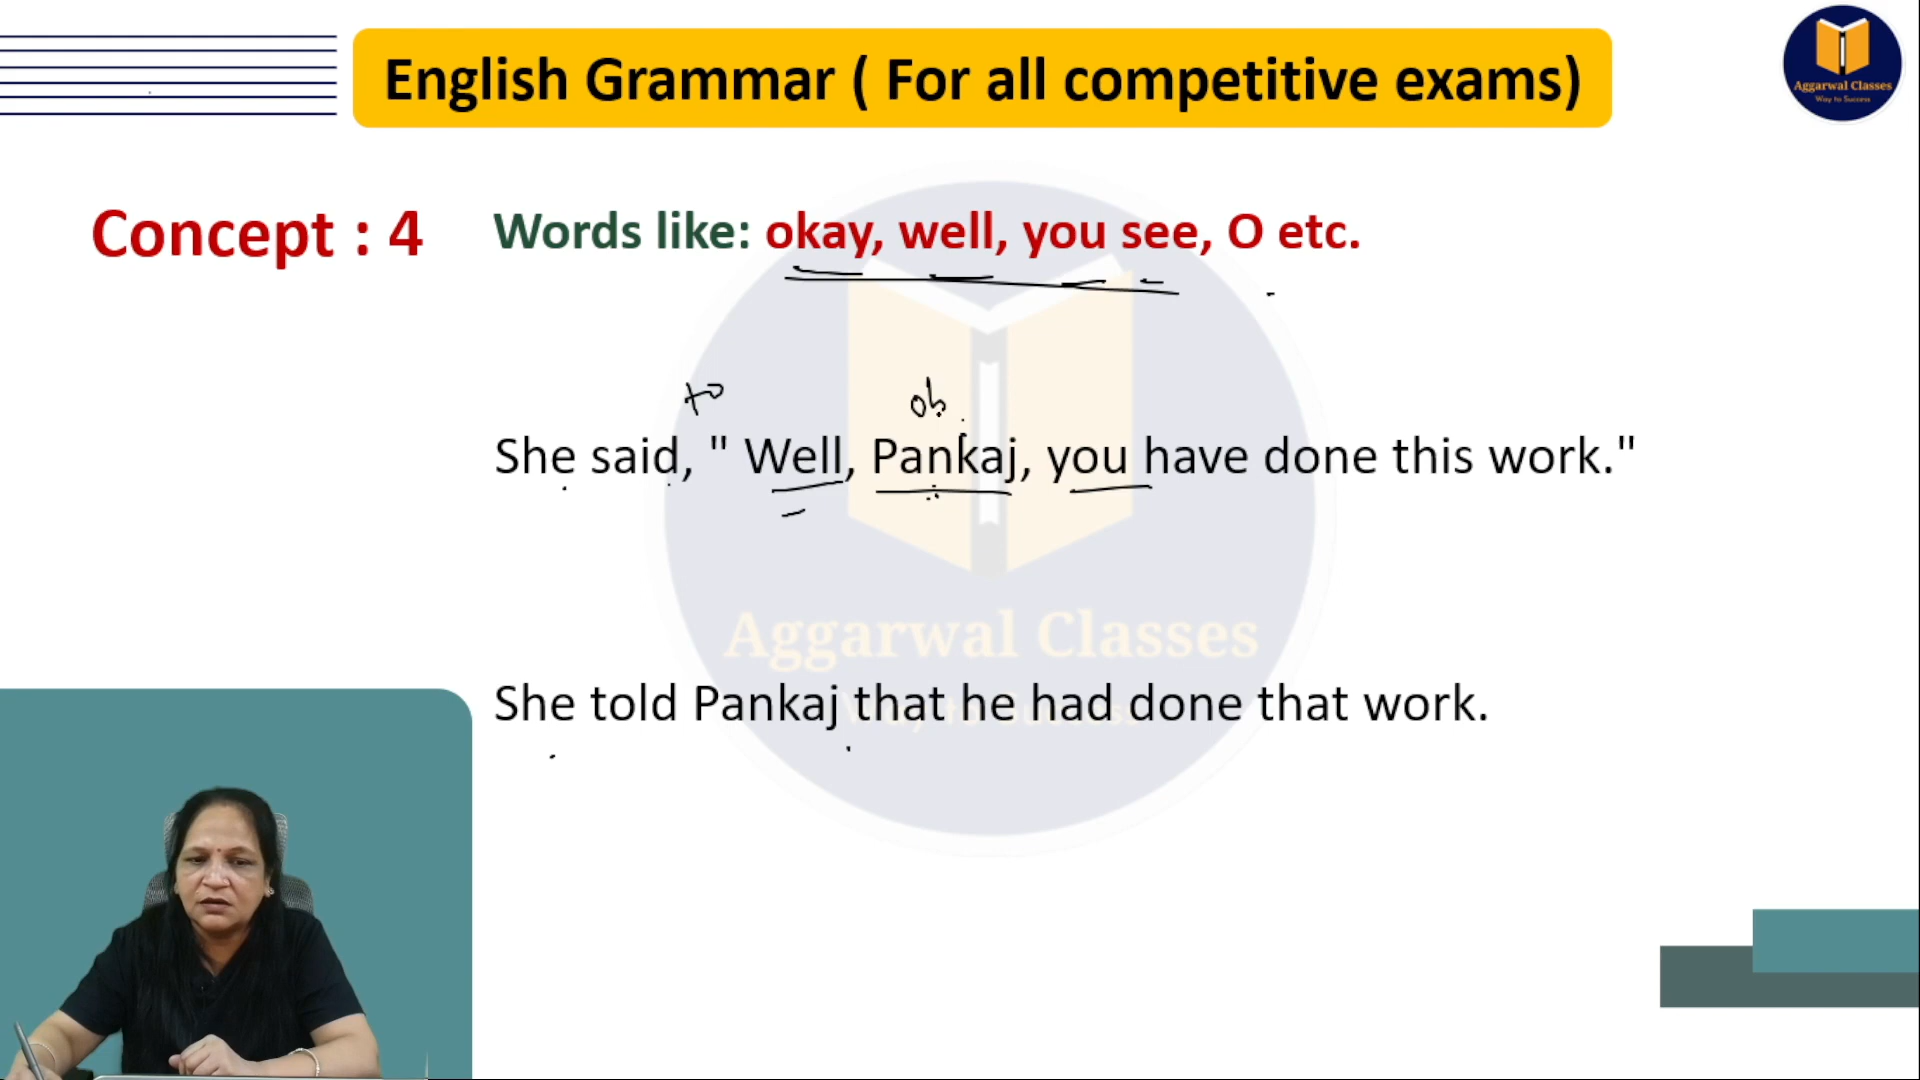 English Grammar ( For all competitive exams)
Aggarwal Classes
Way to Success
Concept : 4
Words like: okay, well, you see, O etc.
to
ob
She said, " Well, Pankaj, you have done this work."
Aggarwal Classes
She told Pankaj that he had done that work.